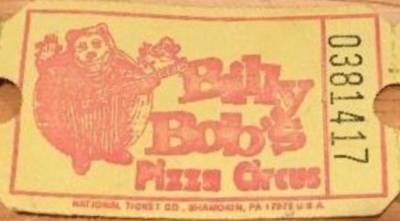 Billy
Bob's
Pizza Circus
NATIONAL TICKET CO., SHAMOKIN, PA 17872 U.S.A.
0381417